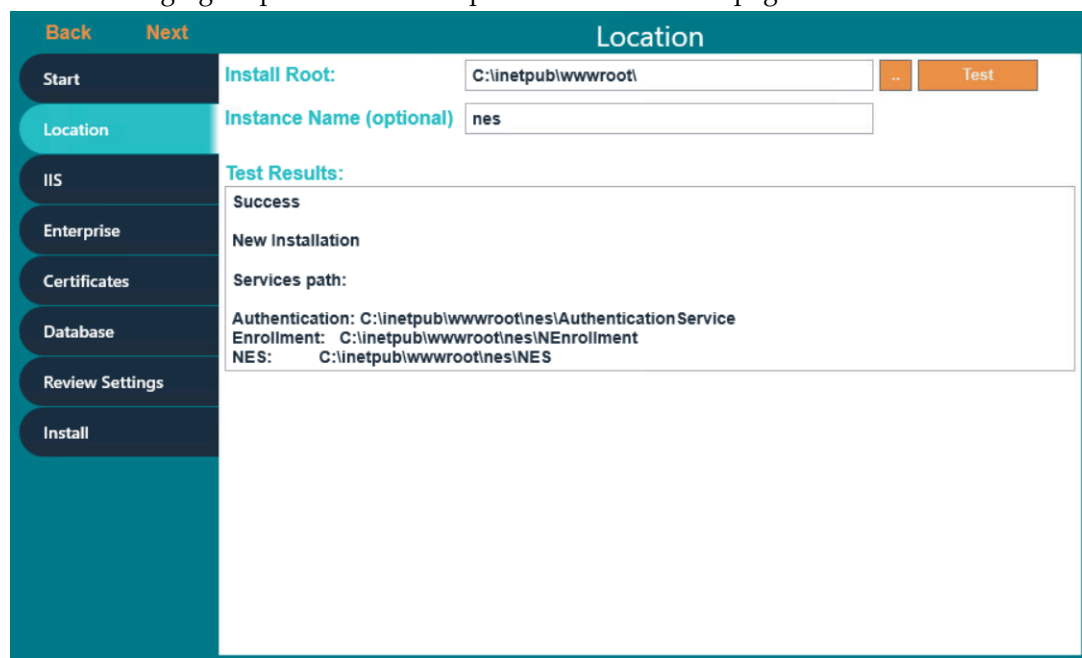 Back Next
Location
Start
Location
IIS
Enterprise
Certificates
Database
Review Settings
Install
Install Root: C:\inetpub\wwwroot\ .. Test
Instance Name (optional) nes
Test Results:
Success
New Installation
Services path:
Authentication: C:\inetpub\wwwroot\nes\AuthenticationService
Enrollment: C:\inetpub\wwwroot\nes\NEnrollment
NES: C:\inetpub\wwwroot\nes\NES